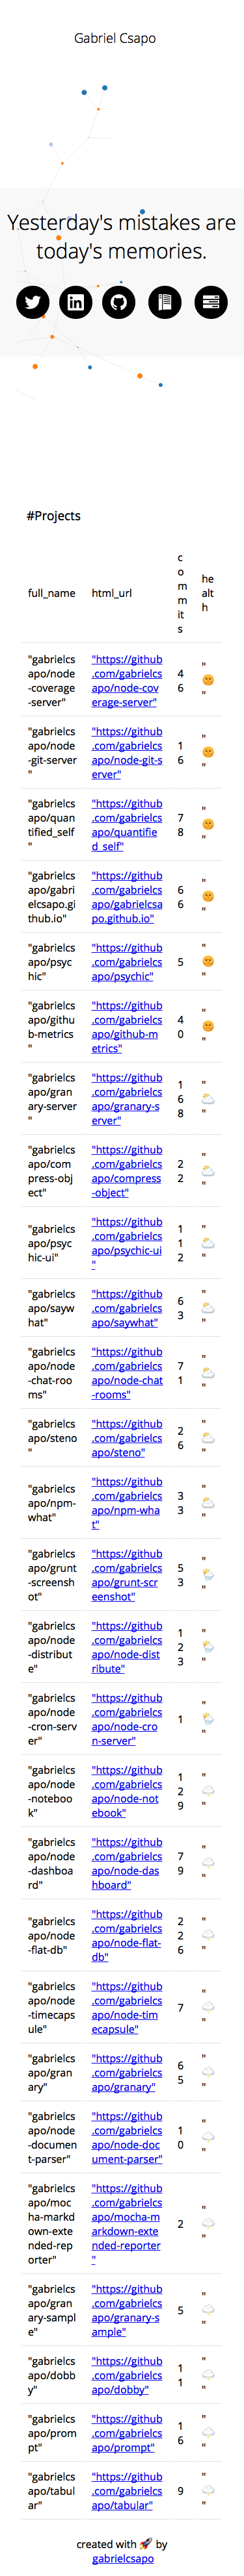 Gabriel Csapo
Yesterday's mistakes are
today's memories.
#Projects
full_name html_url c o m m it s he alt h
"gabrielcsapo/node-coverage-server" "https://github.com/gabrielcsapo/node-coverage-server" 46 "🌞"
"gabrielcsapo/node-git-server" "https://github.com/gabrielcsapo/node-git-server" 16 "🌞"
"gabrielcsapo/quantified_self" "https://github.com/gabrielcsapo/quantified_self" 78 "🌞"
"gabrielcsapo/gabrielcsapo.github.io" "https://github.com/gabrielcsapo/gabrielcsapo.github.io" 66 "🌞"
"gabrielcsapo/psychic" "https://github.com/gabrielcsapo/psychic" 5 "🌞"
"gabrielcsapo/github-metrics" "https://github.com/gabrielcsapo/github-metrics" 40 "🌞"
"gabrielcsapo/granary-server" "https://github.com/gabrielcsapo/granary-server" 168 "🌥"
"gabrielcsapo/compress-object" "https://github.com/gabrielcsapo/compress-object" 22 "🌥"
"gabrielcsapo/psychic-ui" "https://github.com/gabrielcsapo/psychic-ui" 112 "🌥"
"gabrielcsapo/saywhat" "https://github.com/gabrielcsapo/saywhat" 63 "🌥"
"gabrielcsapo/node-chat-rooms" "https://github.com/gabrielcsapo/node-chat-rooms" 71 "🌥"
"gabrielcsapo/steno" "https://github.com/gabrielcsapo/steno" 26 "🌥"
"gabrielcsapo/npm-what" "https://github.com/gabrielcsapo/npm-what" 33 "🌥"
"gabrielcsapo/grunt-screenshot" "https://github.com/gabrielcsapo/grunt-screenshot" 53 "🌦"
"gabrielcsapo/node-distribute" "https://github.com/gabrielcsapo/node-distribute" 123 "🌦"
"gabrielcsapo/node-cron-server" "https://github.com/gabrielcsapo/node-cron-server" 1 "🌦"
"gabrielcsapo/node-notebook" "https://github.com/gabrielcsapo/node-notebook" 129 "🌩"
"gabrielcsapo/node-dashboard" "https://github.com/gabrielcsapo/node-dashboard" 79 "🌩"
"gabrielcsapo/node-flat-db" "https://github.com/gabrielcsapo/node-flat-db" 226 "🌩"
"gabrielcsapo/node-timecapsule" "https://github.com/gabrielcsapo/node-timecapsule" 7 "🌩"
"gabrielcsapo/granary" "https://github.com/gabrielcsapo/granary" 65 "🌩"
"gabrielcsapo/node-document-parser" "https://github.com/gabrielcsapo/node-document-parser" 10 "🌩"
"gabrielcsapo/mocha-markdown-extended-reporter" "https://github.com/gabrielcsapo/mocha-markdown-extended-reporter" 2 "🌩"
"gabrielcsapo/granary-sample" "https://github.com/gabrielcsapo/granary-sample" 5 "🌩"
"gabrielcsapo/dobby" "https://github.com/gabrielcsapo/dobby" 11 "🌩"
"gabrielcsapo/prompt" "https://github.com/gabrielcsapo/prompt" 16 "🌩"
"gabrielcsapo/tabular" "https://github.com/gabrielcsapo/tabular" 9 "🌩"
created with 🚀 by
gabrielcsapo